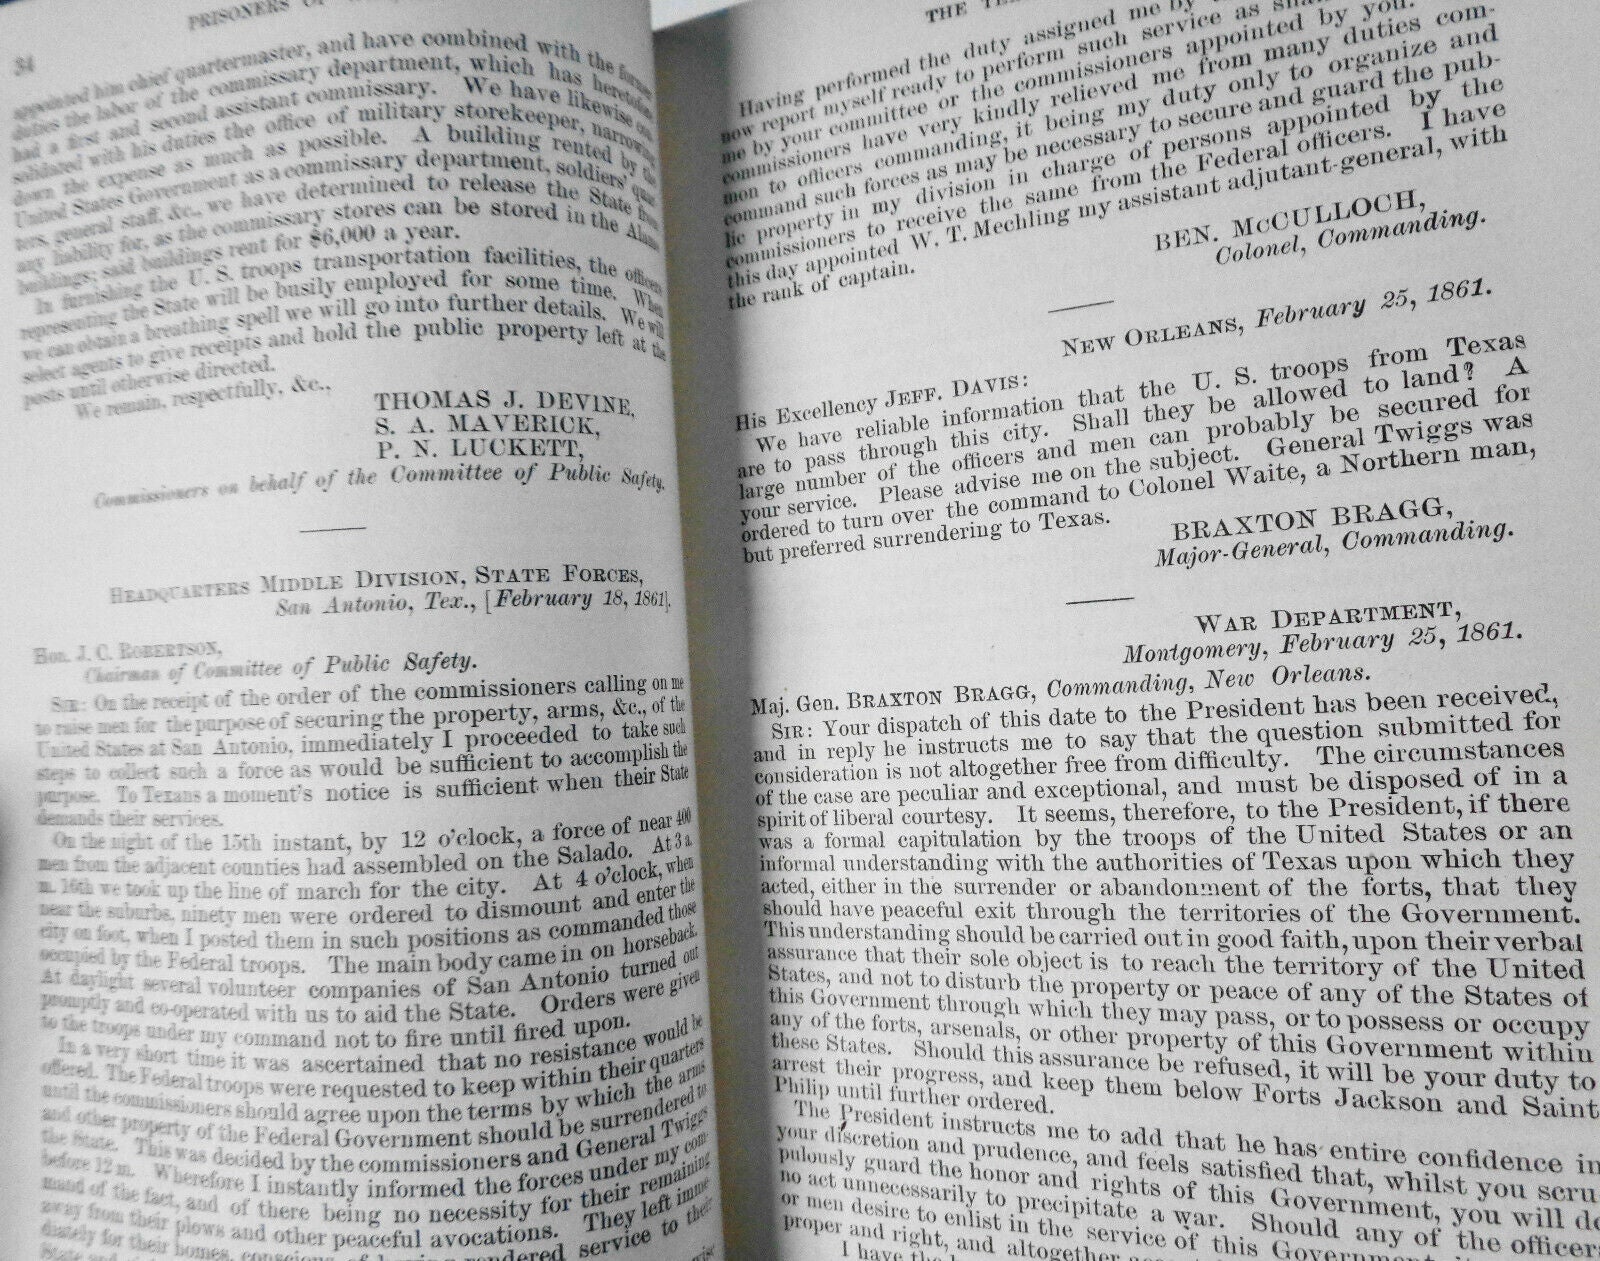 34
PRISONERS OF
appointed him chief quartermaster, and have combined with the former
duties the labor of the commissary department, which has heretofore
had a first and second assistant commissary. We have likewise con-
solidated with his duties the office of military storekeeper, narrowing
down the expense as much as possible. A building rented by the
United States Government as a commissary department, soldiers' quar-
ters, general staff, &c., we have determined to release the State from
any liability for, as the commissary stores can be stored in the Alamo
buildings; said buildings rent for $6,000 a year.
In furnishing the U. S. troops transportation facilities, the officers
representing the State will be busily employed for some time. When
we can obtain a breathing spell we will go into further details. We will
select agents to give receipts and hold the public property left at the
posts until otherwise directed.
We remain, respectfully, &c.,
THOMAS J. DEVINE,
S. A. MAVERICK,
P. N. LUCKETT,
Commissioners on behalf of the Committee of Public Safety.
HEADQUARTERS MIDDLE DIVISION, STATE FORCES,
San Antonio, Tex., [February 18, 1861].
Hon. J. C. ROBERTSON,
Chairman of Committee of Public Safety.
SIR: On the receipt of the order of the commissioners calling on me
to raise men for the purpose of securing the property, arms, &c., of the
United States at San Antonio, immediately I proceeded to take such
steps to collect such a force as would be sufficient to accomplish the
purpose. To Texans a moment's notice is sufficient when their State
demands their services.
On the night of the 15th instant, by 12 o'clock, a force of near 400
men from the adjacent counties had assembled on the Salado. At 3 a.
m. 16th we took up the line of march for the city. At 4 o'clock, when
near the suburbs, ninety men were ordered to dismount and enter the
city on foot, when I posted them in such positions as commanded those
occupied by the Federal troops. The main body came in on horseback.
At daylight several volunteer companies of San Antonio turned out
promptly and co-operated with us to aid the State. Orders were given
to the troops under my command not to fire until fired upon.
In a very short time it was ascertained that no resistance would be
offered. The Federal troops were requested to keep within their quarters
until the commissioners should agree upon the terms by which the arms
and other property of the Federal Government should be surrendered to
the State. This was decided by the commissioners and General Twiggs
before 12 m. Wherefore I instantly informed the forces under my com-
mand of the fact, and of there being no necessity for their remaining
away from their plows and other peaceful avocations. They left imme-
diately for their homes, conscious of having rendered service to their
State and
THE
Having performed the duty assigned me by
now report myself ready to perform such service as
me by your committee or the commissioners appointed by you.
commissioners have very kindly relieved me from many duties com-
mon to officers commanding, it being my duty only to organize and
command such forces as may be necessary to secure and guard the pub-
lic property in my division in charge of persons appointed by the
commissioners to receive the same from the Federal officers. I have
this day appointed W. T. Mechling my assistant adjutant-general, with
the rank of captain.
BEN. McCULLOCH,
Colonel, Commanding.
NEW ORLEANS, February 25, 1861.
His Excellency JEFF. DAVIS:
We have reliable information that the U. S. troops from Texas
are to pass through this city. Shall they be allowed to land? A
large number of the officers and men can probably be secured for
your service. Please advise me on the subject. General Twiggs was
ordered to turn over the command to Colonel Waite, a Northern man,
but preferred surrendering to Texas.
BRAXTON BRAGG,
Major-General, Commanding.
WAR DEPARTMENT,
Montgomery, February 25, 1861.
Maj. Gen. BRAXTON BRAGG, Commanding, New Orleans.
SIR: Your dispatch of this date to the President has been received,
and in reply he instructs me to say that the question submitted for
consideration is not altogether free from difficulty. The circumstances
of the case are peculiar and exceptional, and must be disposed of in a
spirit of liberal courtesy. It seems, therefore, to the President, if there
was a formal capitulation by the troops of the United States or an
informal understanding with the authorities of Texas upon which they
acted, either in the surrender or abandonment of the forts, that they
should have peaceful exit through the territories of the Government.
This understanding should be carried out in good faith, upon their verbal
assurance that their sole object is to reach the territory of the United
States, and not to disturb the property or peace of any of the States of
this Government through which they may pass, or to possess or occupy
any of the forts, arsenals, or other property of this Government within
these States. Should this assurance be refused, it will be your duty to
arrest their progress, and keep them below Forts Jackson and Saint
Philip until further ordered.
The President instructs me to add that he has entire confidence in
your discretion and prudence, and feels satisfied that, whilst you scru-
pulously guard the honor and rights of this Government, you will do
no act unnecessarily to precipitate a war. Should any of the officers
or men desire to enlist in the service of this Government,
proper and right, and altogether
I have the